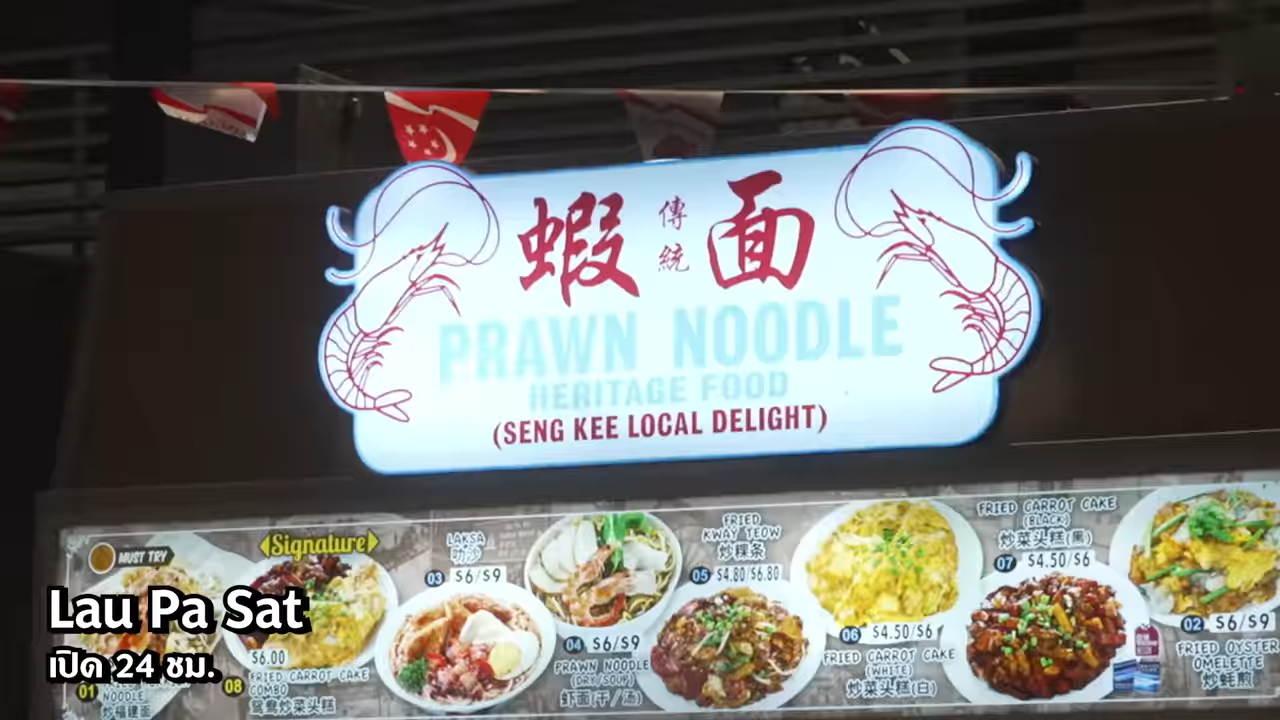 蝦 傳統 面
PRAWN NOODLE
HERITAGE FOOD
(SENG KEE LOCAL DELIGHT)
MUST TRY
Signature
LAKSA
叻沙
03 $6/$9
FRIED
KWAY TEOW
炒粿条
05 $4.80/$6.80
FRIED CARROT CAKE
(BLACK)
炒菜头糕(黑)
07 $4.50/$6
01
NOODLE
炒福建面
$6.00
08 FRIED CARROT CAKE
COMBO
鸳鸯炒菜头糕
04 $6/$9
PRAWN NOODLE
(DRY/SOUP)
虾面(干/汤)
06 $4.50/$6
FRIED CARROT CAKE
(WHITE)
炒菜头糕(白)
02 $6/$9
FRIED OYSTER
OMELETTE
炒蚝煎
Lau Pa Sat
เปิด 24 ชม.